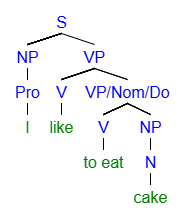 S
NP VP
Pro V VP/Nom/Do
I like V NP
to eat N
cake